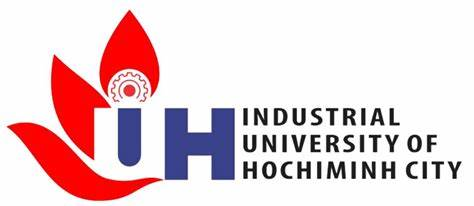 IUH
INDUSTRIAL
UNIVERSITY OF
HOCHIMINH CITY